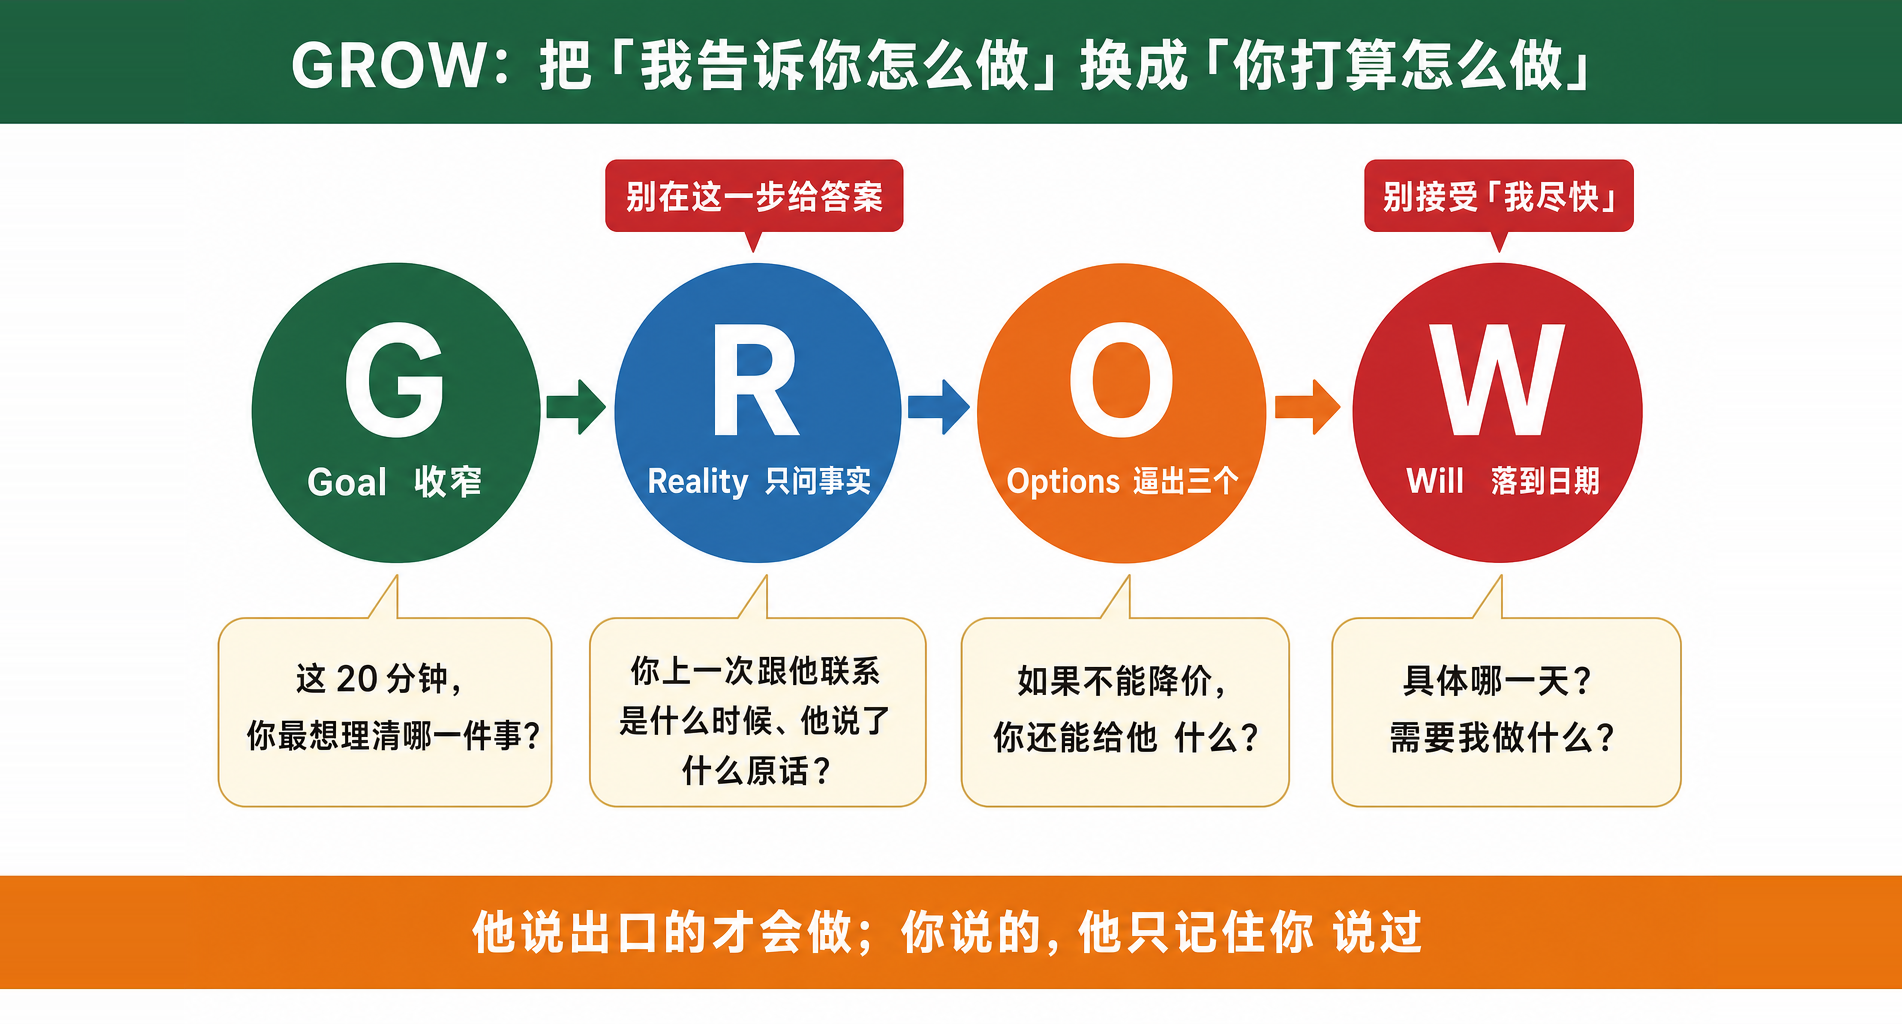 GROW：把「我告诉你怎么做」换成「你打算怎么做」
别在这一步给答案
别接受「我尽快」
G
Goal 收窄
R
Reality 只问事实
O
Options 逼出三个
W
Will 落到日期
这 20 分钟，
你最想理清哪一件事？
你上一次跟他联系
是什么时候、他说了
什么原话？
如果不能降价，
你还能给他 什么？
具体哪一天？
需要我做什么？
他说出口的才会做；你说的，他只记住你 说过